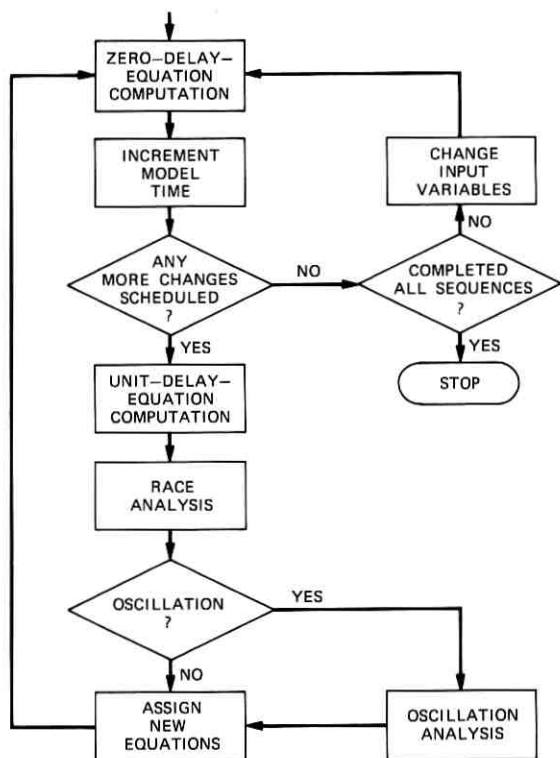 ZERO–DELAY–
EQUATION
COMPUTATION
INCREMENT
MODEL
TIME
CHANGE
INPUT
VARIABLES
NO
ANY
MORE CHANGES
SCHEDULED
?
NO
COMPLETED
ALL SEQUENCES
?
YES
YES
STOP
UNIT–DELAY–
EQUATION
COMPUTATION
RACE
ANALYSIS
OSCILLATION
?
YES
NO
ASSIGN
NEW
EQUATIONS
OSCILLATION
ANALYSIS